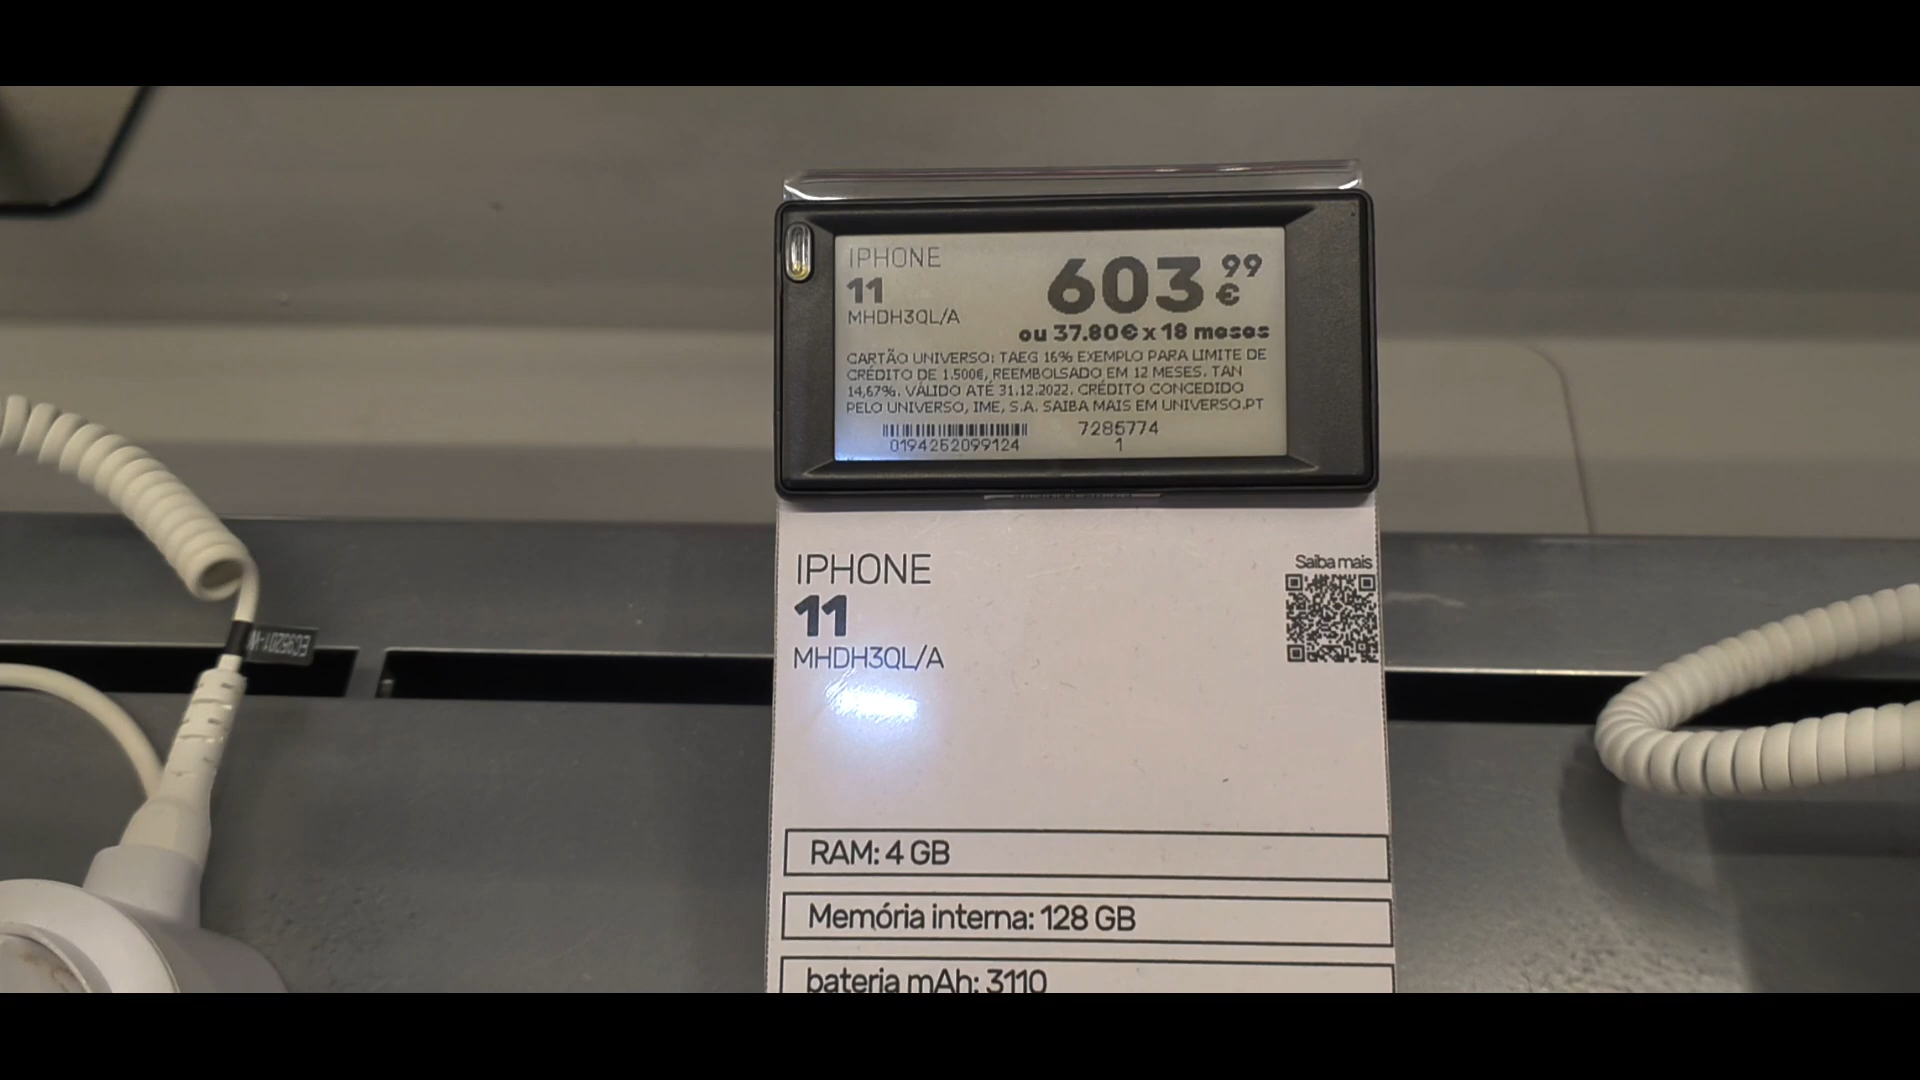 IPHONE
11
MHDH3QL/A
603,99
€
ou 37.80€ x 18 meses
CARTÃO UNIVERSO: TAEG 16% EXEMPLO PARA LIMITE DE
CRÉDITO DE 1.500€, REEMBOLSADO EM 12 MESES. TAN
14,67%. VÁLIDO ATÉ 31.12.2022. CRÉDITO CONCEDIDO
PELO UNIVERSO, IME, S.A. SAIBA MAIS EM UNIVERSO.PT
0194252099124
7285774
1
IPHONE
11
MHDH3QL/A
Saiba mais
RAM: 4 GB
Memória interna: 128 GB
bateria mAh: 3110